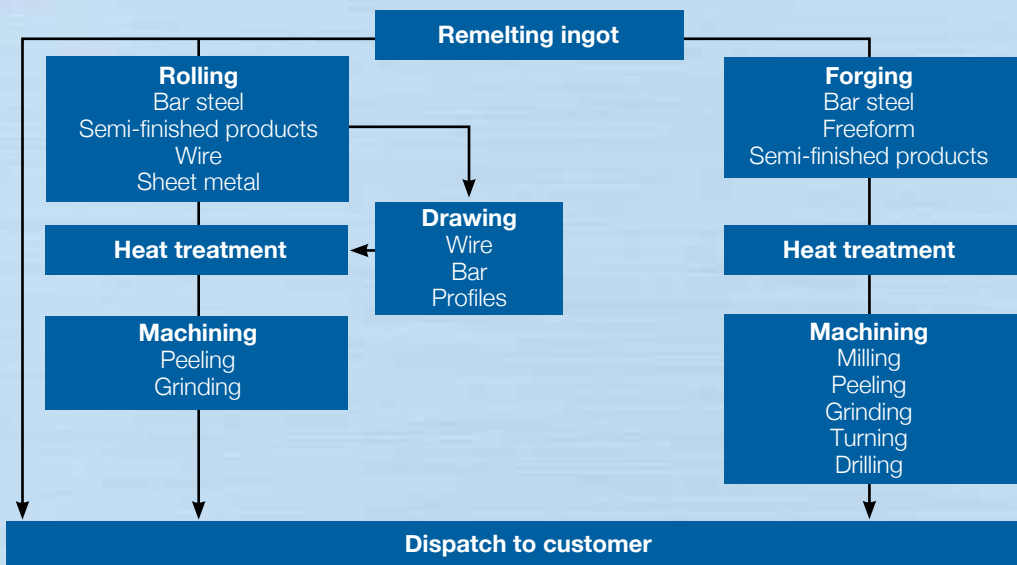 Remelting ingot
Rolling
Bar steel
Semi-finished products
Wire
Sheet metal
Forging
Bar steel
Freeform
Semi-finished products
Drawing
Wire
Bar
Profiles
Heat treatment
Heat treatment
Machining
Peeling
Grinding
Machining
Milling
Peeling
Grinding
Turning
Drilling
Dispatch to customer